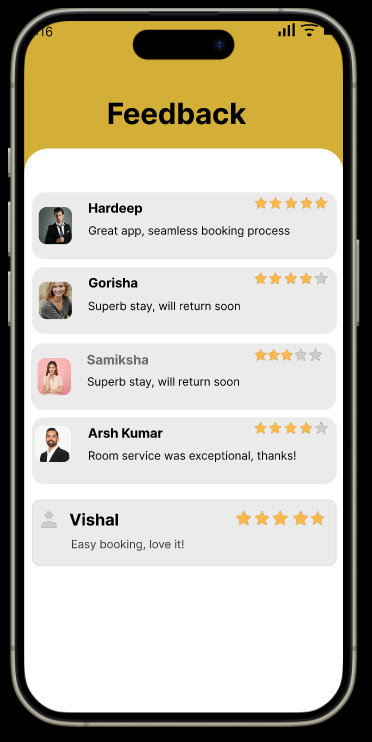 Feedback
Hardeep
Great app, seamless booking process
Gorisha
Superb stay, will return soon
Samiksha
Superb stay, will return soon
Arsh Kumar
Room service was exceptional, thanks!
Vishal
Easy booking, love it!